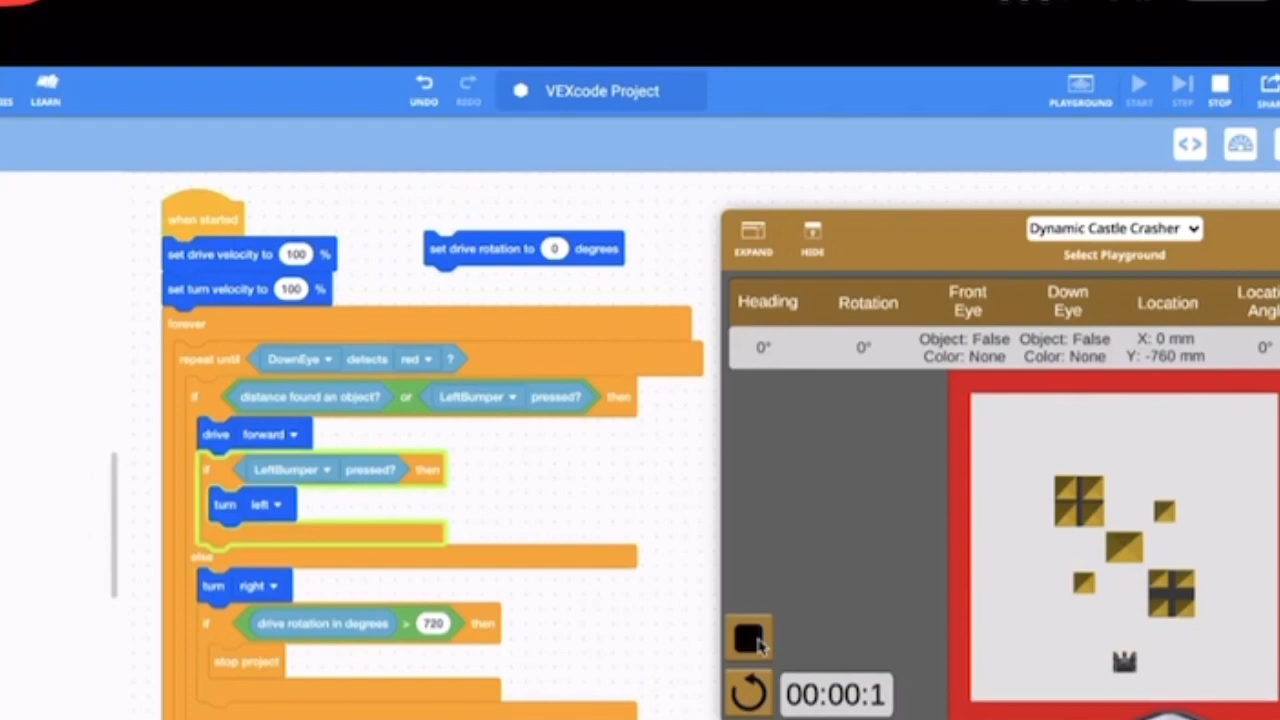 LEARN
UNDO
REDO
VEXcode Project
PLAYGROUND
START
STEP
STOP
when started
set drive velocity to 100 %
set turn velocity to 100 %
set drive rotation to 0 degrees
forever
repeat until DownEye detects red ?
if distance found an object? or LeftBumper pressed? then
drive forward
if LeftBumper pressed? then
turn left
else
turn right
if drive rotation in degrees > 720 then
stop project
EXPAND
HIDE
Dynamic Castle Crasher
Select Playground
Heading Rotation Front Eye Down Eye Location
0° 0° Object: False Color: None Object: False Color: None X: 0 mm Y: -760 mm 0°
00:00:1